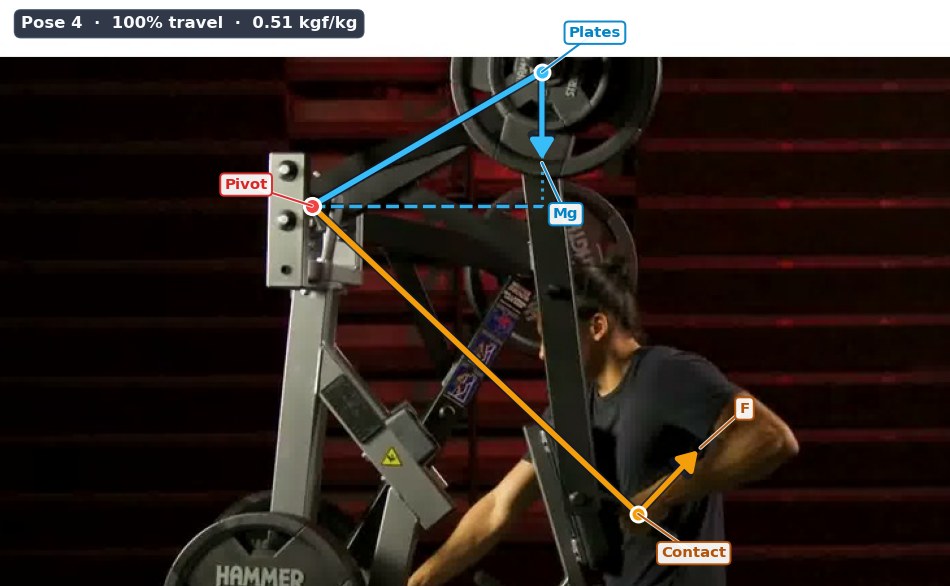 Pose 4 · 100% travel · 0.51 kgf/kg
Plates
Pivot
Mg
F
Contact
HAMMER